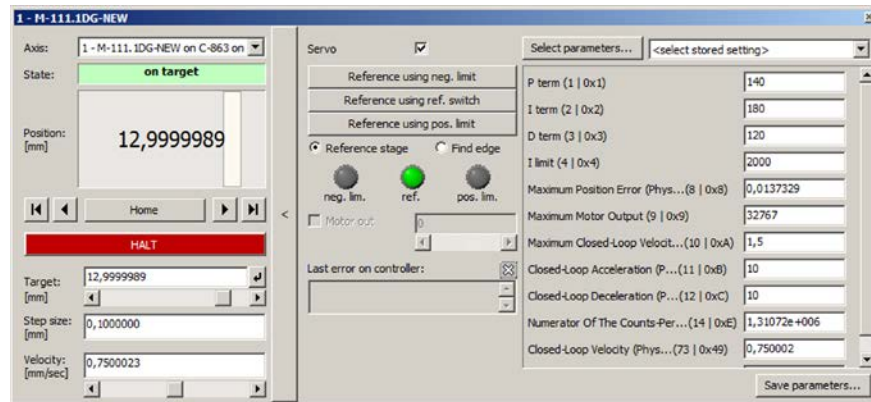 1 - M-111.1DG-NEW
Axis: 1 - M-111.1DG-NEW on C-863 on
State: on target
Position: [mm] 12,9999989
Home
HALT
Target: [mm] 12,9999989
Step size: [mm] 0,1000000
Velocity: [mm/sec] 0,7500023
<
Servo
Reference using neg. limit
Reference using ref. switch
Reference using pos. limit
Reference stage Find edge
neg. lim. ref. pos. lim.
Motor out 0
Last error on controller:
Select parameters... <select stored setting>
P term (1 | 0x1) 140
I term (2 | 0x2) 180
D term (3 | 0x3) 120
I limit (4 | 0x4) 2000
Maximum Position Error (Phys...(8 | 0x8) 0,0137329
Maximum Motor Output (9 | 0x9) 32767
Maximum Closed-Loop Velocit...(10 | 0xA) 1,5
Closed-Loop Acceleration (P...(11 | 0xB) 10
Closed-Loop Deceleration (P...(12 | 0xC) 10
Numerator Of The Counts-Per...(14 | 0xE) 1,31072e+006
Closed-Loop Velocity (Phys...(73 | 0x49) 0,750002
Save parameters...